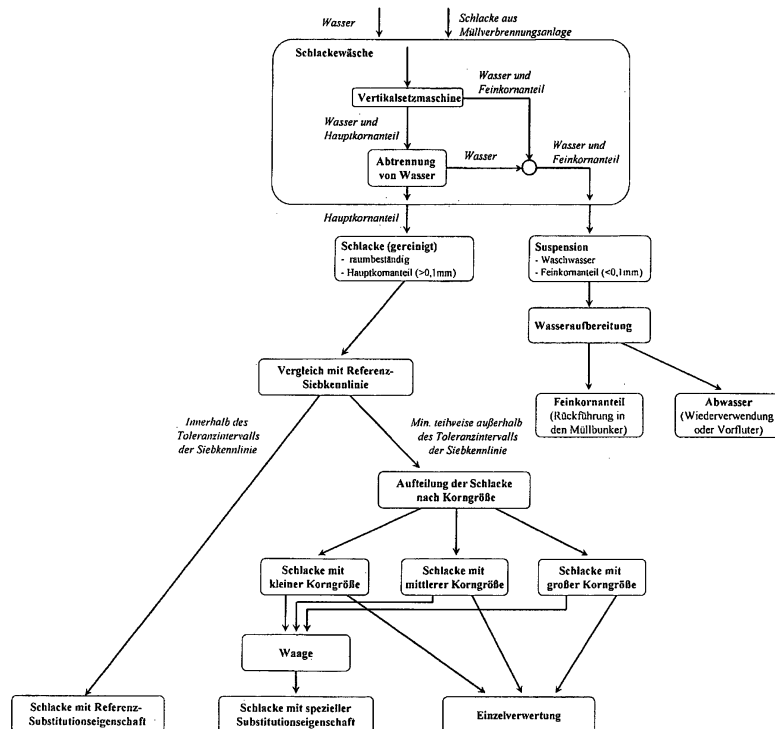 Wasser
Schlacke aus
Müllverbrennungsanlage
Schlackewäsche
Wasser und
Feinkornanteil
Vertikalsetzmaschine
Wasser und
Hauptkornanteil
Wasser und
Feinkornanteil
Wasser
Abtrennung
von Wasser
Hauptkornanteil
Schlacke (gereinigt)
- raumbeständig
- Hauptkornanteil (>0,1mm)
Suspension
- Waschwasser
- Feinkornanteil (<0,1mm)
Wasseraufbereitung
Vergleich mit Referenz-
Siebkennlinie
Feinkornanteil
(Rückführung in
den Müllbunker)
Abwasser
(Wiederverwendung
oder Vorfluter)
Innerhalb des
Toleranzintervalls
der Siebkennlinie
Min. teilweise außerhalb
des Toleranzintervalls
der Siebkennlinie
Aufteilung der Schlacke
nach Korngröße
Schlacke mit
kleiner Korngröße
Schlacke mit
mittlerer Korngröße
Schlacke mit
großer Korngröße
Waage
Schlacke mit Referenz-
Substitutionseigenschaft
Schlacke mit spezieller
Substitutionseigenschaft
Einzelverwertung